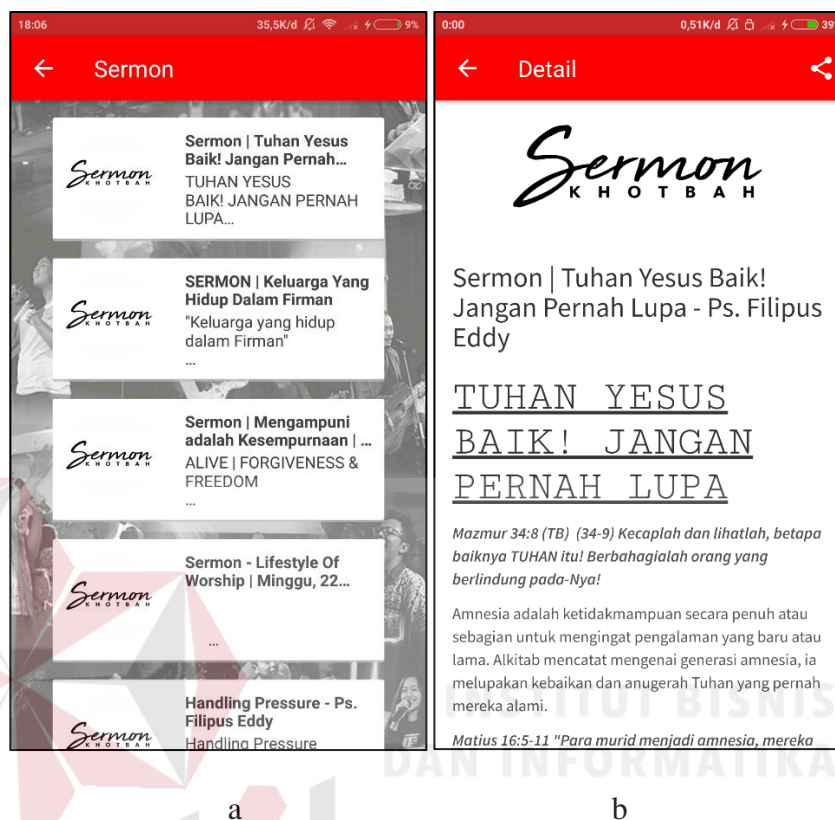 18:06
35,5K/d
9%
Sermon
Sermon
KHOTBAH
Sermon | Tuhan Yesus
Baik! Jangan Pernah...
TUHAN YESUS
BAIK! JANGAN PERNAH
LUPA...
Sermon
KHOTBAH
SERMON | Keluarga Yang
Hidup Dalam Firman
"Keluarga yang hidup
dalam Firman"
...
Sermon
KHOTBAH
Sermon | Mengampuni
adalah Kesempurnaan | ...
ALIVE | FORGIVENESS &
FREEDOM
...
Sermon
KHOTBAH
Sermon - Lifestyle Of
Worship | Minggu, 22...
...
Sermon
KHOTBAH
Handling Pressure - Ps.
Filipus Eddy
Handling Pressure
a
0:00
0,51K/d
39
Detail
Sermon
KHOTBAH
Sermon | Tuhan Yesus Baik!
Jangan Pernah Lupa - Ps. Filipus
Eddy
TUHAN YESUS
BAIK! JANGAN
PERNAH LUPA
Mazmur 34:8 (TB) (34-9) Kecaplah dan lihatlah, betapa
baiknya TUHAN itu! Berbahagialah orang yang
berlindung pada-Nya!
Amnesia adalah ketidakmampuan secara penuh atau
sebagian untuk mengingat pengalaman yang baru atau
lama. Alkitab mencatat mengenai generasi amnesia, ia
melupakan kebaikan dan anugerah Tuhan yang pernah
mereka alami.
Matius 16:5-11 "Para murid menjadi amnesia, mereka
b
INSTITUT BISNIS
DAN INFORMATIKA